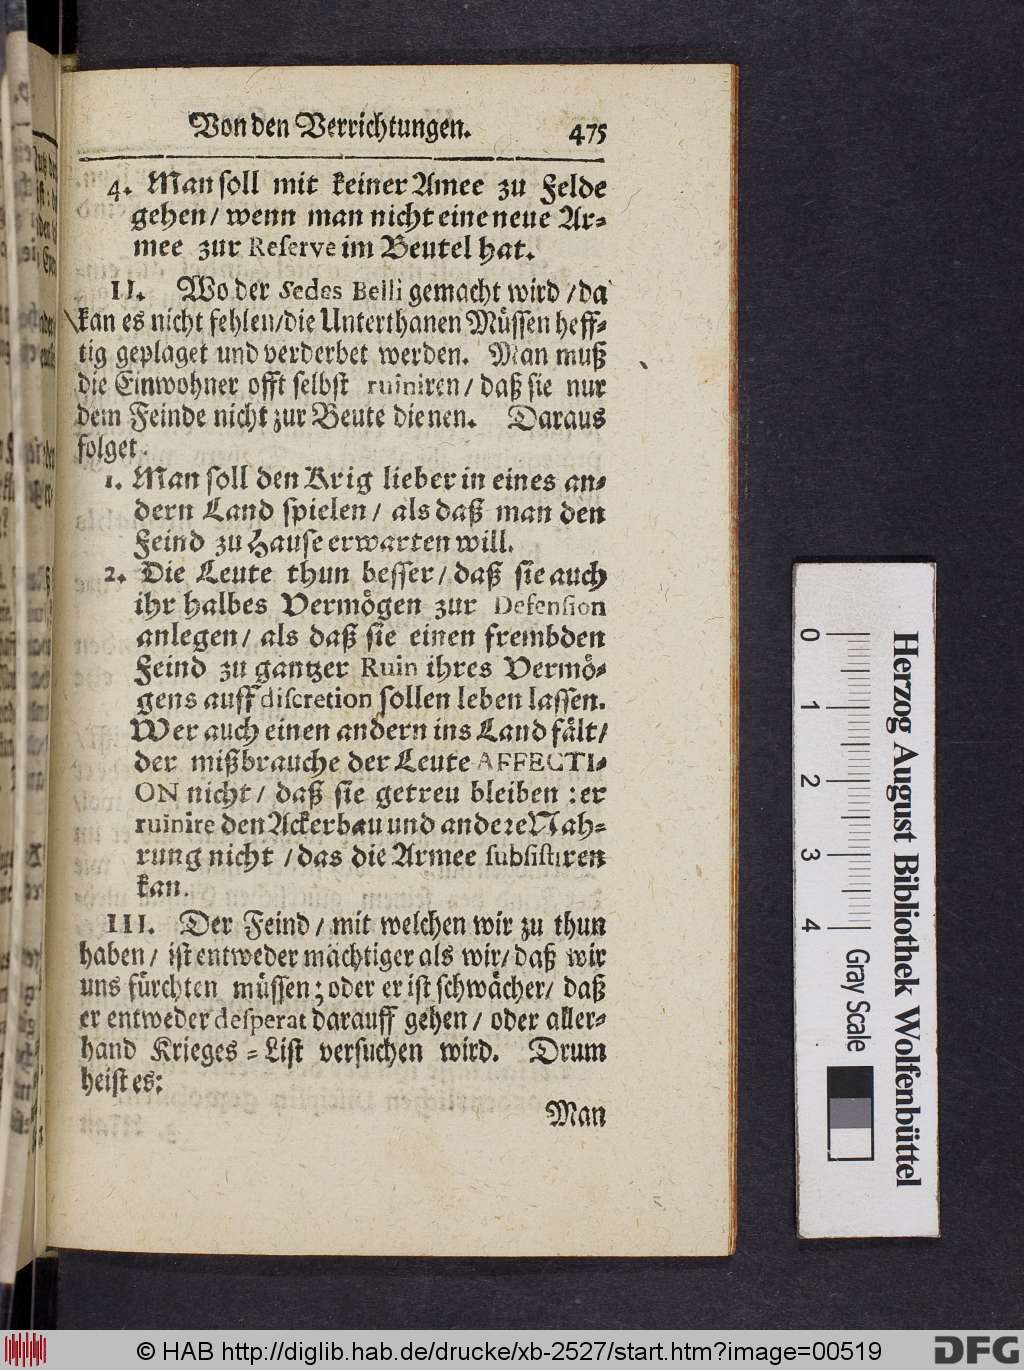 Von den Verrichtungen. 475
4. Man soll mit keiner Amee zu Felde
gehen / wenn man nicht eine neue Ar-
mee zur Reserve im Beutel hat.
II. Wo der Sedes Belli gemacht wird / da
kan es nicht fehlen/die Unterthanen Müssen heff-
tig geplaget und verderbet werden. Man muß
die Einwohner offt selbst ruiniren / daß sie nur
dem Feinde nicht zur Beute dienen. Daraus
folget.
1. Man soll den Krig lieber in eines an-
dern Land spielen / als daß man den
Feind zu Hause erwarten will.
2. Die Leute thun besser / daß sie auch
ihr halbes Vermögen zur Defension
anlegen / als daß sie einen frembden
Feind zu gantzer Ruin ihres Vermö-
gens auff discretion sollen leben lassen.
Wer auch einen andern ins Land fält /
der mißbrauche der Leute AFFECTI-
ON nicht / daß sie getreu bleiben : er
ruinire den Ackerbau und andere Nah-
rung nicht / das die Armee subsistiren
kan.
III. Der Feind / mit welchen wir zu thun
haben / ist entweder mächtiger als wir / daß wir
uns fürchten müssen; oder er ist schwächer / daß
er entweder desperat darauff gehen / oder aller-
hand Krieges-List versuchen wird. Drum
heist es:
Man
0 1 2 3 4
Gray Scale
Herzog August Bibliothek Wolfenbüttel
© HAB http://diglib.hab.de/drucke/xb-2527/start.htm?image=00519
DFG